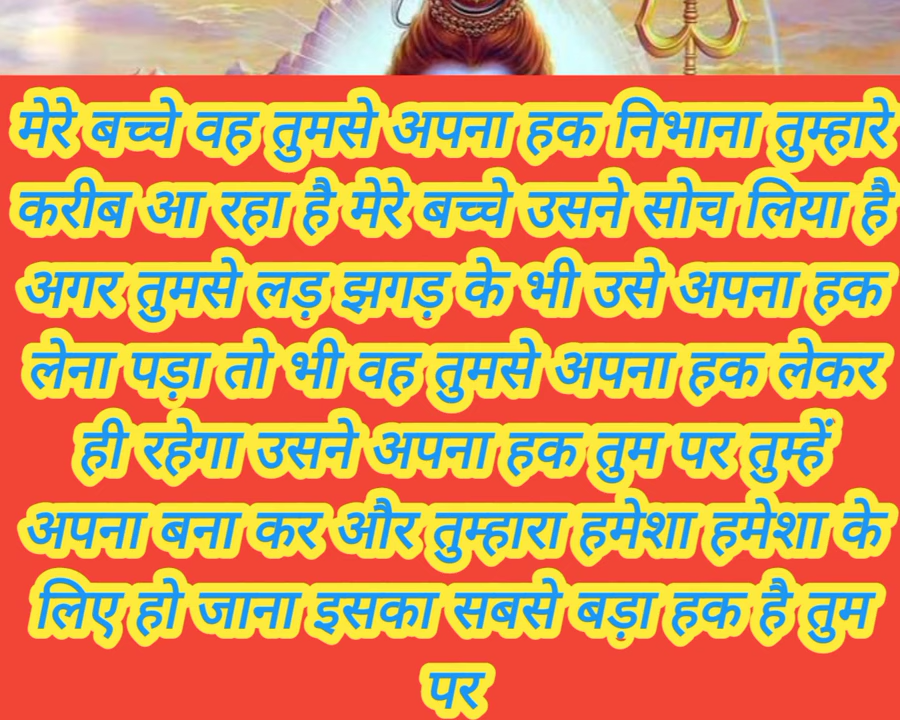 मेरे बच्चे वह तुमसे अपना हक निभाना तुम्हारे
करीब आ रहा है मेरे बच्चे उसने सोच लिया है
अगर तुमसे लड़ झगड़ के भी उसे अपना हक
लेना पड़ा तो भी वह तुमसे अपना हक लेकर
ही रहेगा उसने अपना हक तुम पर तुम्हें
अपना बना कर और तुम्हारा हमेशा हमेशा के
लिए हो जाना इसका सबसे बड़ा हक है तुम
पर